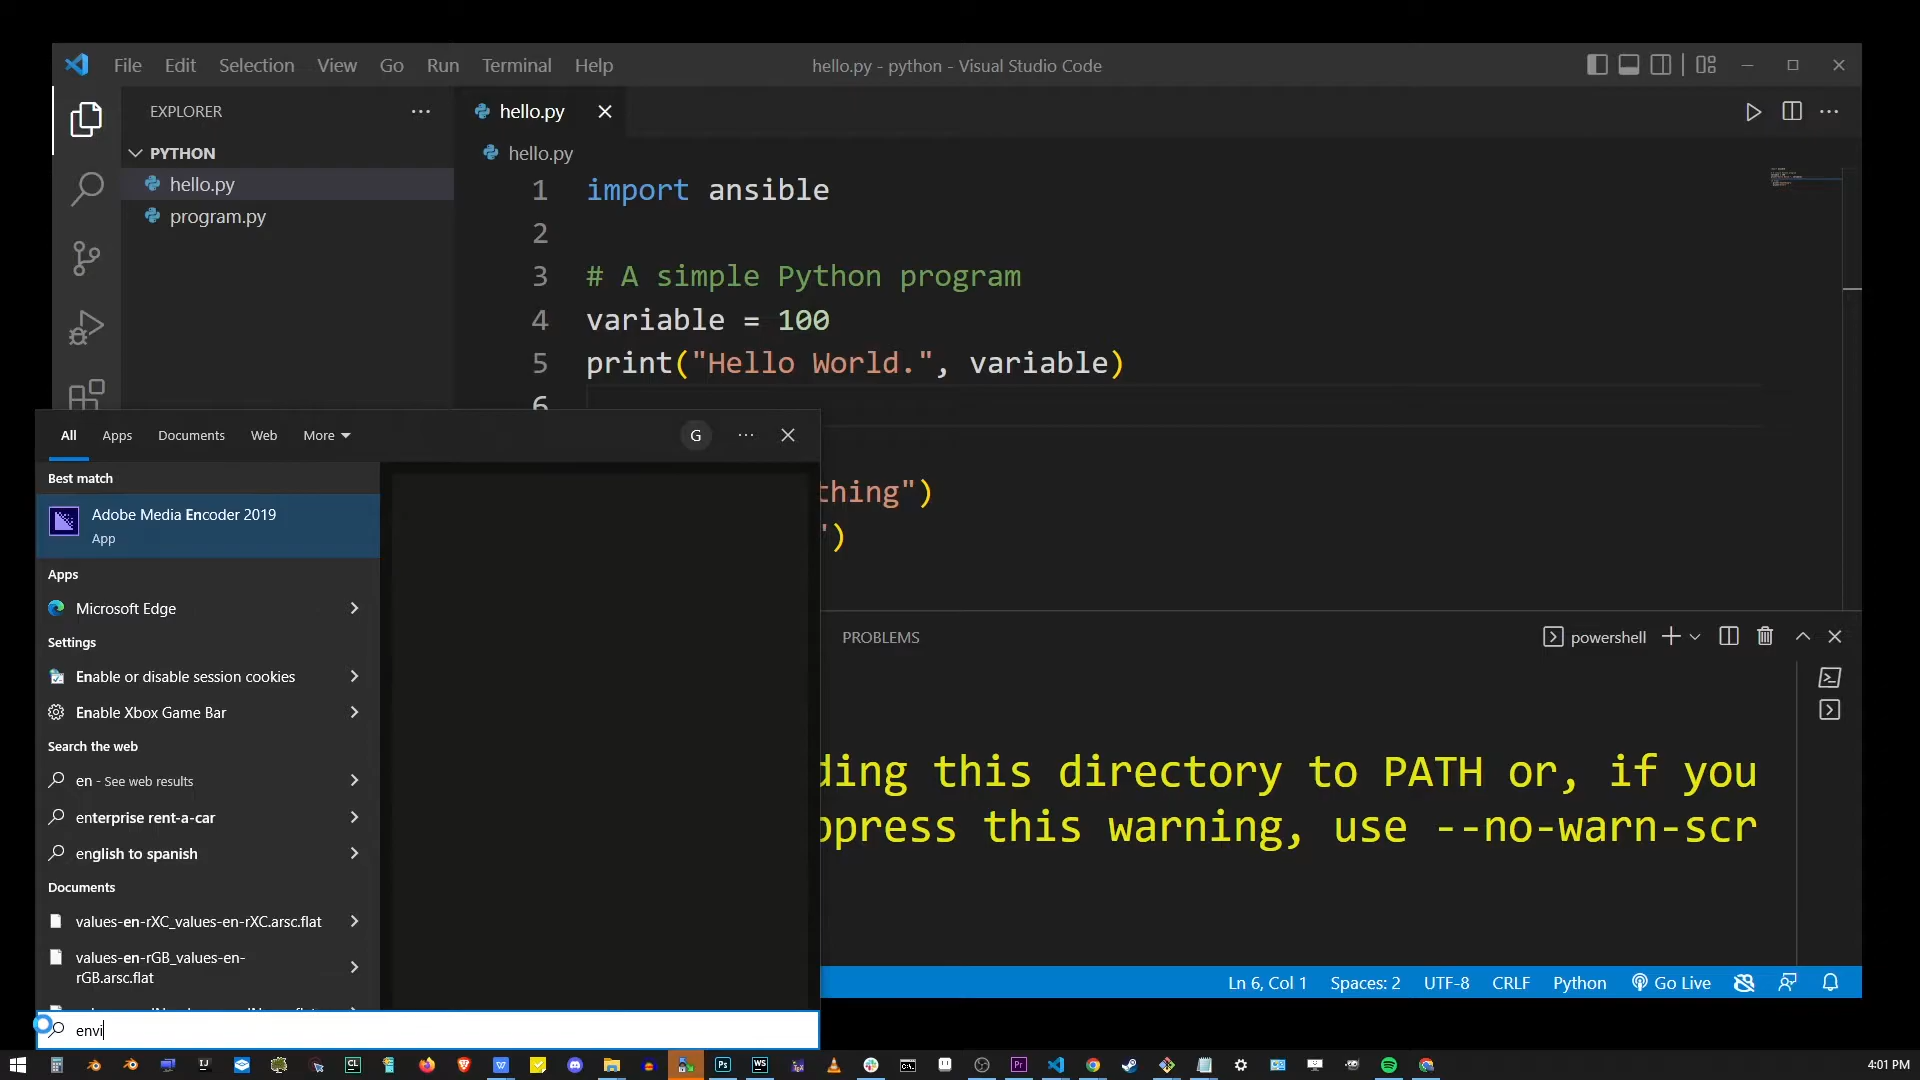 File Edit Selection View Go Run Terminal Help
hello.py - python - Visual Studio Code
EXPLORER
hello.py
PYTHON
hello.py
hello.py
program.py
1 import ansible
2
3 # A simple Python program
4 variable = 100
5 print("Hello World.", variable)
6
thing")
")
All Apps Documents Web More
G
Best match
Adobe Media Encoder 2019
App
Apps
Microsoft Edge
Settings
Enable or disable session cookies
Enable Xbox Game Bar
Search the web
en - See web results
enterprise rent-a-car
english to spanish
Documents
values-en-rXC_values-en-rXC.arsc.flat
values-en-rGB_values-en-
rGB.arsc.flat
envi
PROBLEMS
powershell
ding this directory to PATH or, if you
ppress this warning, use --no-warn-scr
Ln 6, Col 1 Spaces: 2 UTF-8 CRLF Python Go Live
4:01 PM